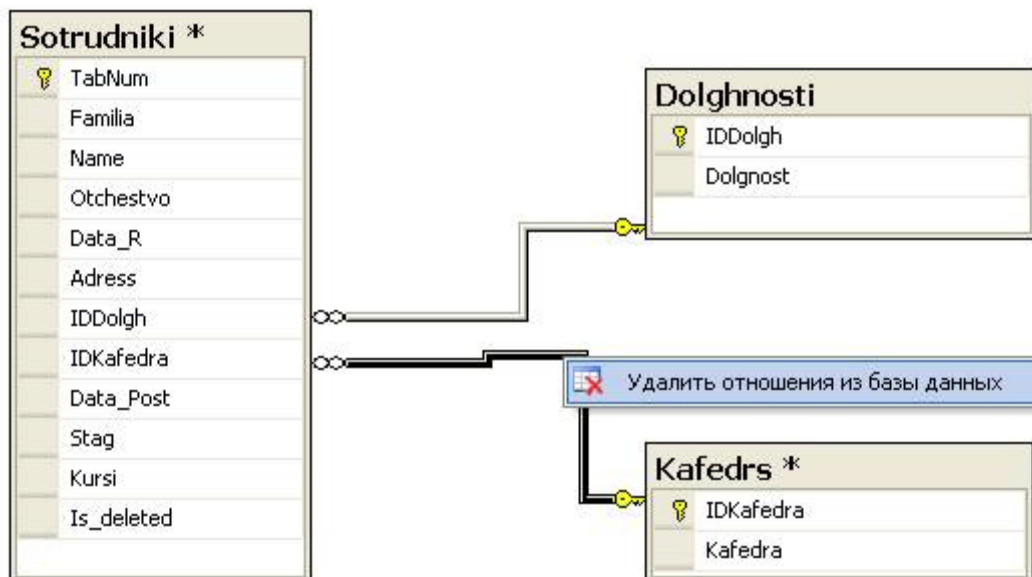 Sotrudniki *
TabNum
Familia
Name
Otchestvo
Data_R
Adress
IDDolgh
IDKafedra
Data_Post
Stag
Kursi
Is_deleted
Dolghnosti
IDDolgh
Dolgnost
Удалить отношения из базы данных
Kafedrs *
IDKafedra
Kafedra